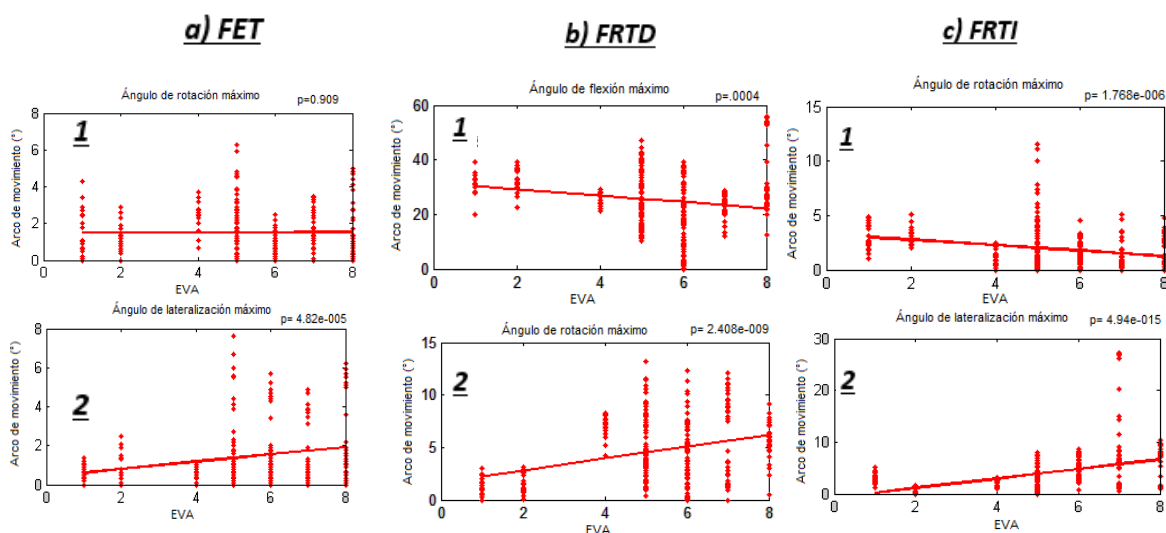 a) FET
b) FRTD
c) FRTI
Ángulo de rotación máximo
p=0.909
1
Arco de movimiento (°)
8
6
4
2
0
0 2 4 6 8
EVA
Ángulo de flexión máximo
p=.0004
1
Arco de movimiento (°)
60
40
20
0
0 2 4 6 8
EVA
Ángulo de rotación máximo
p= 1.768e-006
1
Arco de movimiento (°)
15
10
5
0
0 2 4 6 8
EVA
Ángulo de lateralización máximo
p= 4.82e-005
2
Arco de movimiento (°)
8
6
4
2
0
0 2 4 6 8
EVA
Ángulo de rotación máximo
p= 2.408e-009
2
Arco de movimiento (°)
15
10
5
0
0 2 4 6 8
EVA
Ángulo de lateralización máximo
p= 4.94e-015
2
Arco de movimiento (°)
30
20
10
0
0 2 4 6 8
EVA